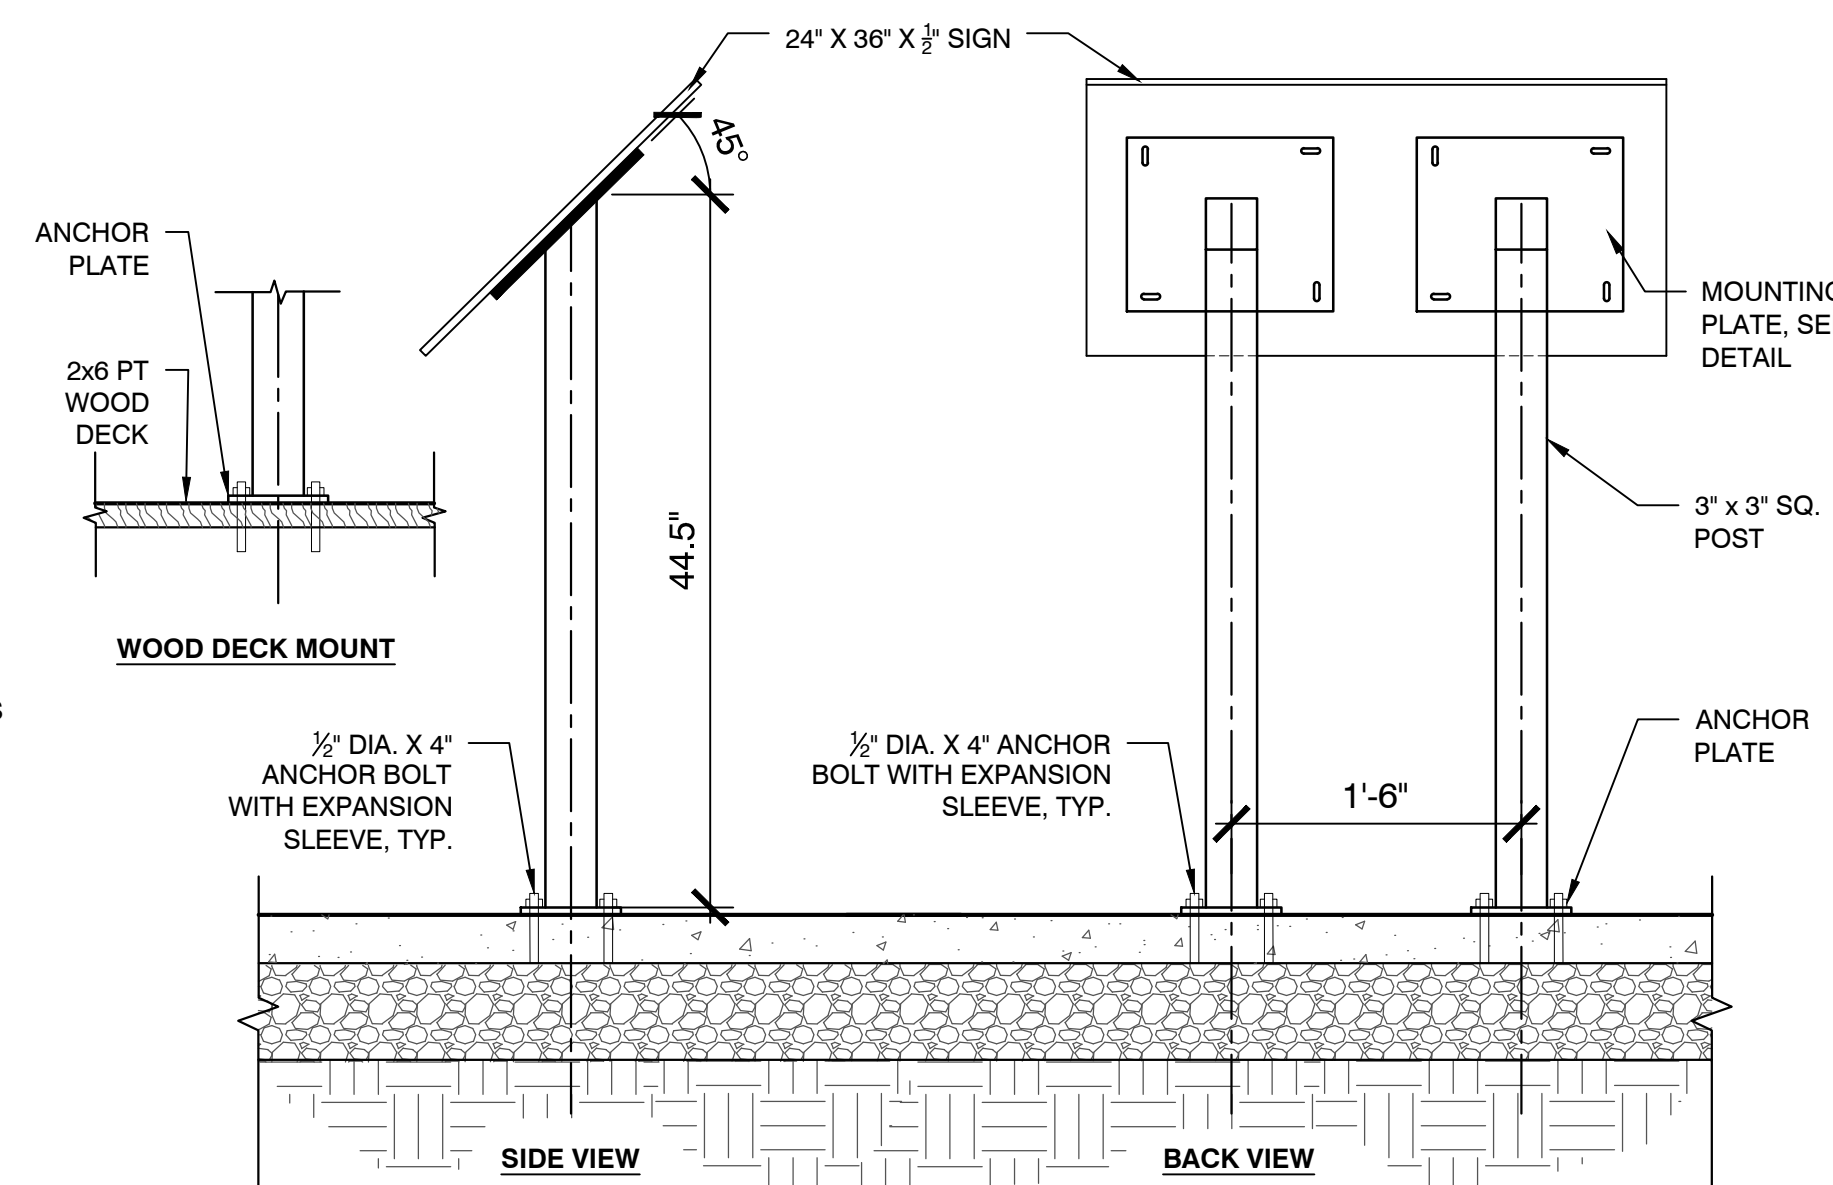 24" X 36" X ½" SIGN
45°
ANCHOR
PLATE
2x6 PT
WOOD
DECK
WOOD DECK MOUNT
44.5"
MOUNTING
PLATE, SE
DETAIL
3" x 3" SQ.
POST
S
½" DIA. X 4"
ANCHOR BOLT
WITH EXPANSION
SLEEVE, TYP.
½" DIA. X 4" ANCHOR
BOLT WITH EXPANSION
SLEEVE, TYP.
1'-6"
ANCHOR
PLATE
SIDE VIEW
BACK VIEW